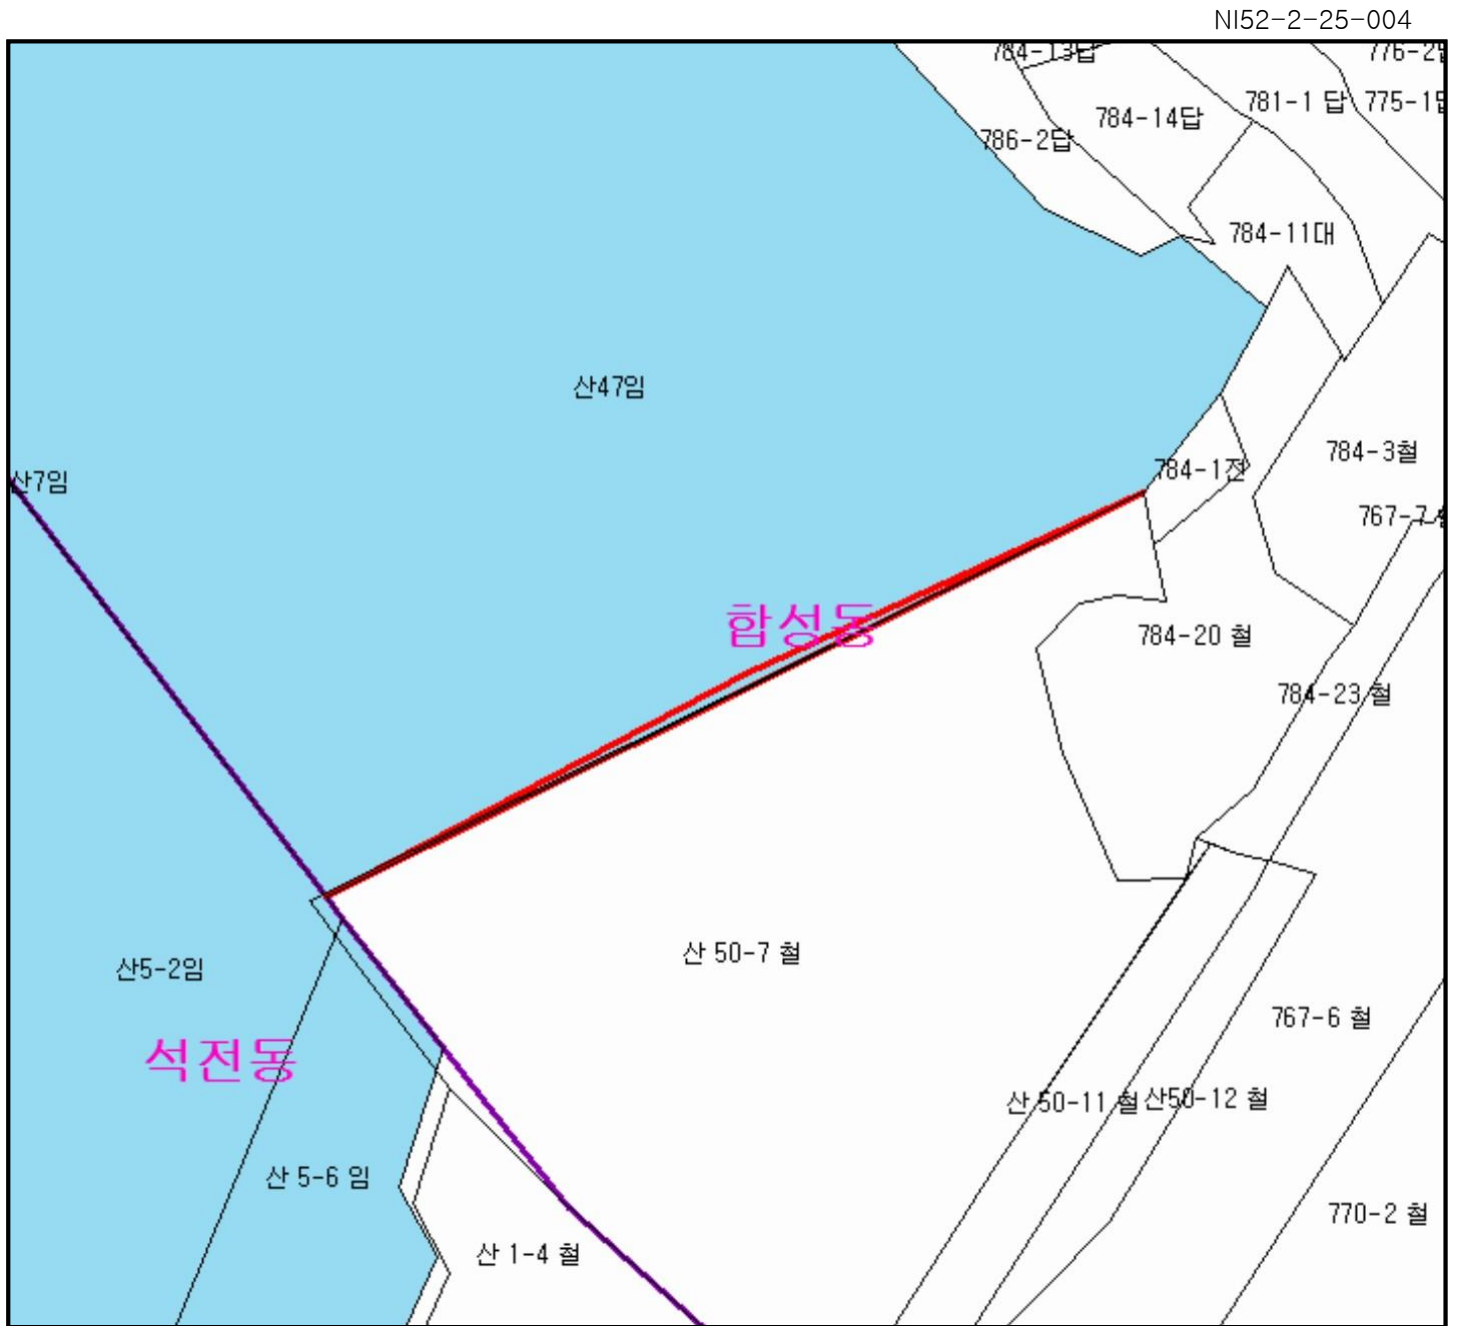 NI52-2-25-004
784-13답
776-2
781-1 답
775-1
784-14답
786-2답
784-11대
산47임
784-3철
784-1전
산7임
767-7
합성동
784-20 철
784-23 철
산 50-7 철
산5-2임
767-6 철
석전동
산 50-11 철
산50-12 철
산 5-6 임
770-2 철
산 1-4 철